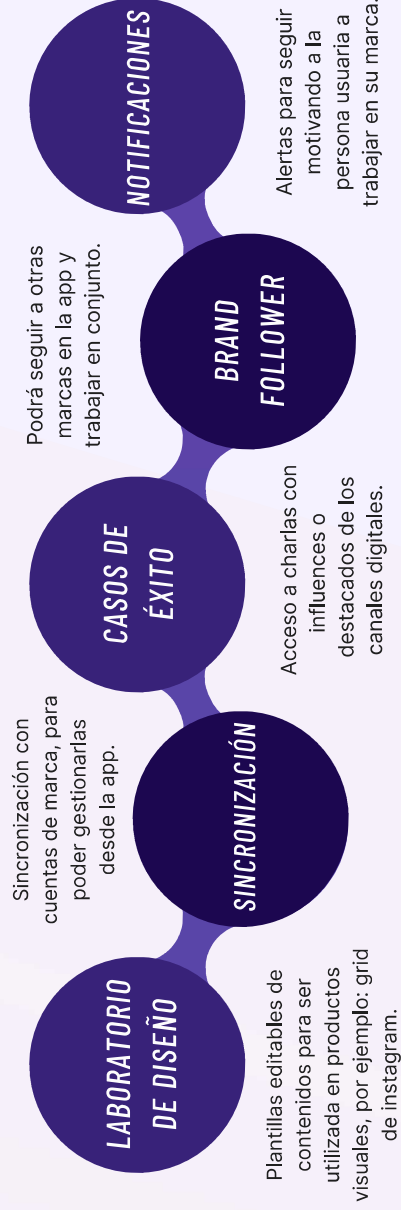 LABORATORIO
DE DISEÑO
Plantillas editables de
contenidos para ser
utilizada en productos
visuales, por ejemplo: grid
de instagram.
Sincronización con
cuentas de marca, para
poder gestionarlas
desde la app.
SINCRONIZACIÓN
CASOS DE
ÉXITO
Acceso a charlas con
influences o
destacados de los
canales digitales.
Podrá seguir a otras
marcas en la app y
trabajar en conjunto.
BRAND
FOLLOWER
NOTIFICACIONES
Alertas para seguir
motivando a la
persona usuaria a
trabajar en su marca.